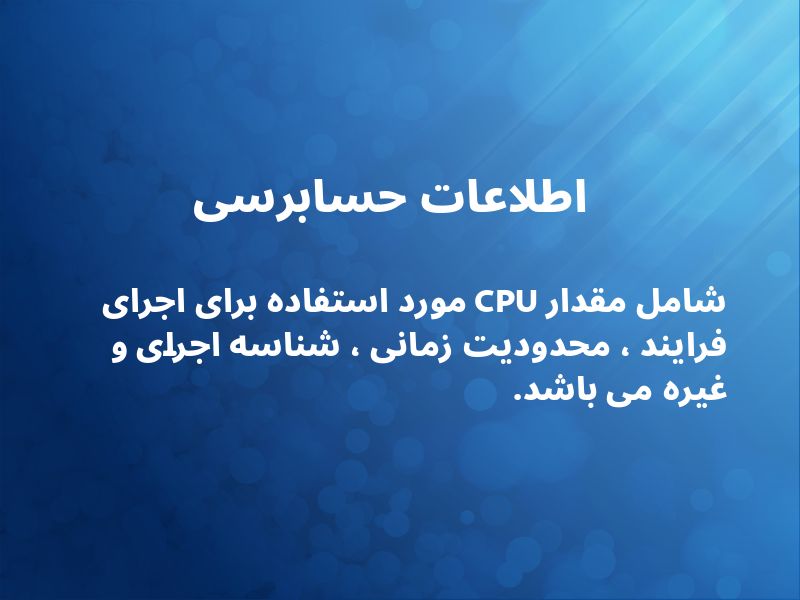 اطلاعات حسابرسی
شامل مقدار CPU مورد استفاده برای اجرای
فرایند ، محدودیت زمانی ، شناسه اجرای و
غیره می باشد.